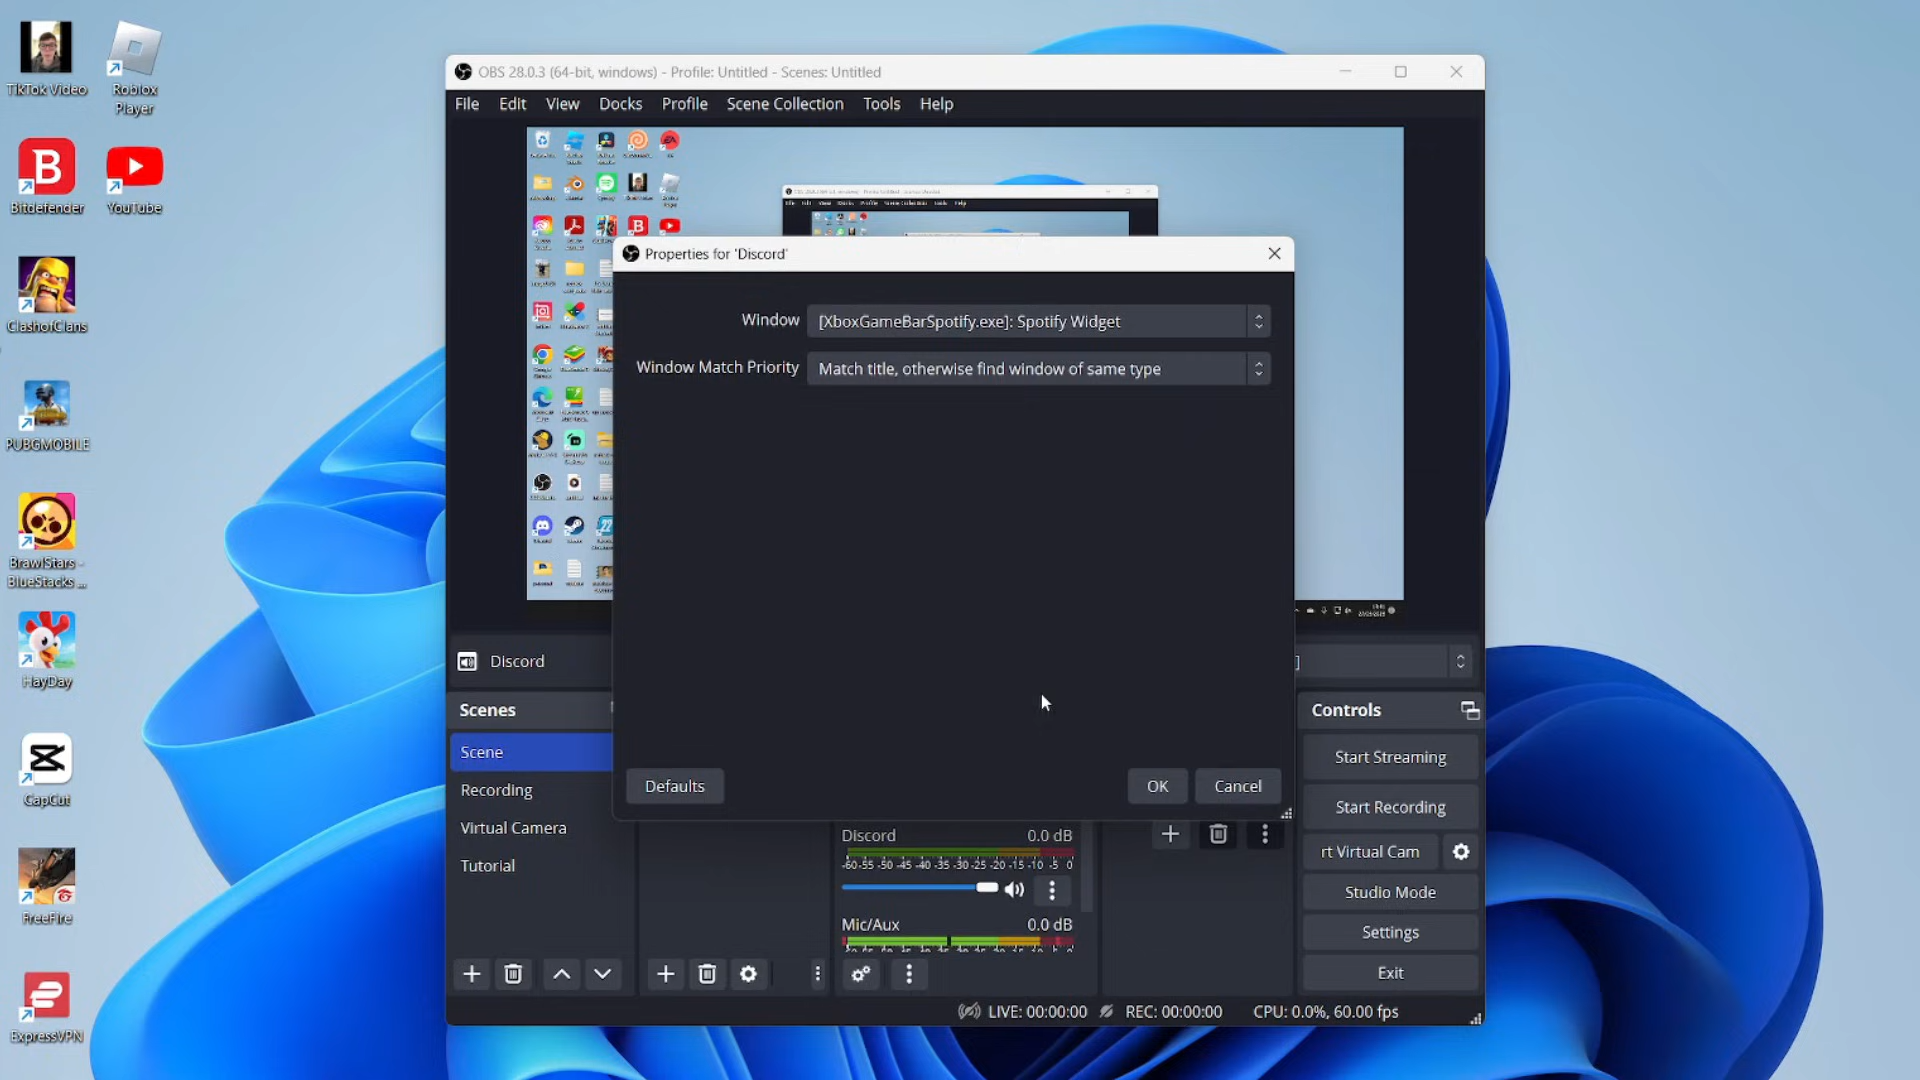 TikTok Video
Roblox
Player
Bitdefender
YouTube
ClashofClans
PUBGMOBILE
BrawlStars -
BlueStacks ...
HayDay
CapCut
FreeFire
ExpressVPN
OBS 28.0.3 (64-bit, windows) - Profile: Untitled - Scenes: Untitled
File Edit View Docks Profile Scene Collection Tools Help
Properties for 'Discord'
Window [XboxGameBarSpotify.exe]: Spotify Widget
Window Match Priority Match title, otherwise find window of same type
Defaults OK Cancel
Discord ]
Scenes
Scene
Recording
Virtual Camera
Tutorial
Discord 0.0 dB
-60 -55 -50 -45 -40 -35 -30 -25 -20 -15 -10 -5 0
Mic/Aux 0.0 dB
Controls
Start Streaming
Start Recording
rt Virtual Cam
Studio Mode
Settings
Exit
LIVE: 00:00:00 REC: 00:00:00 CPU: 0.0%, 60.00 fps